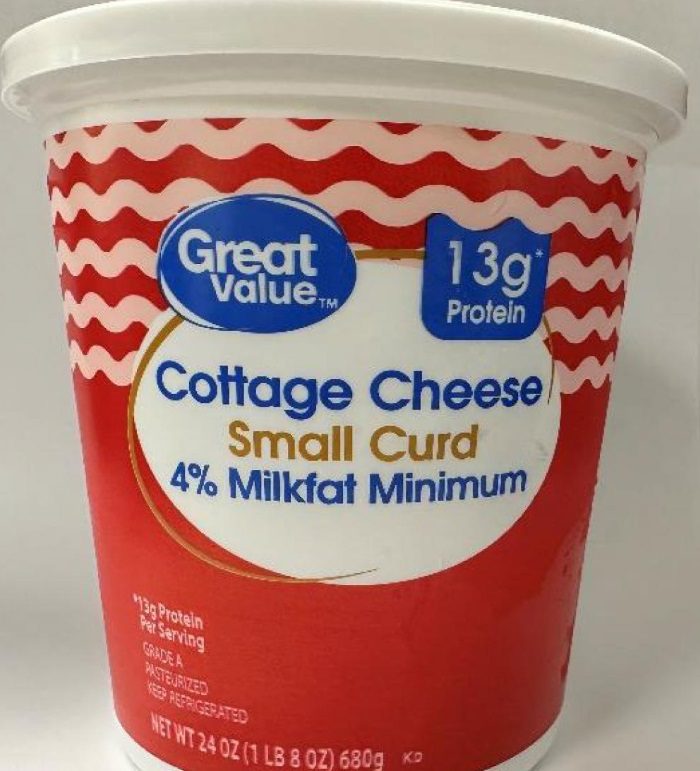 Great
Value™
13g*
Protein
Cottage Cheese
Small Curd
4% Milkfat Minimum
*13g Protein
Per Serving
GRADE A
PASTEURIZED
KEEP REFRIGERATED
NET WT 24 OZ (1 LB 8 OZ) 680g
KD